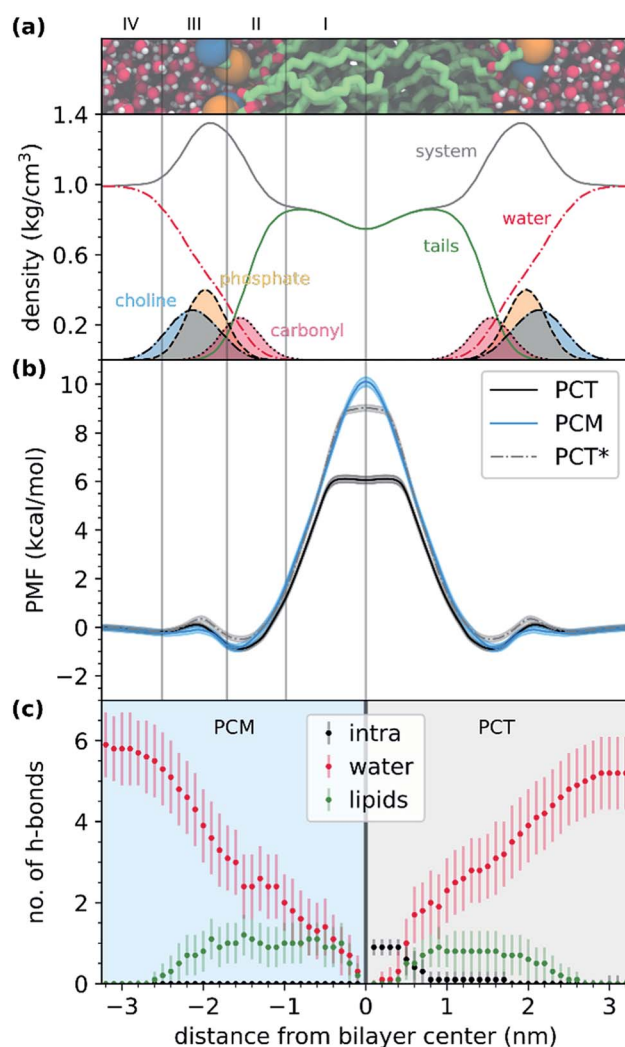 (a)
IV III II I
1.4
1.0
0.6
0.2
density (kg/cm³)
system
water
tails
phosphate
choline
carbonyl
(b)
10
8
6
4
2
0
−2
PMF (kcal/mol)
PCT
PCM
PCT*
(c)
PCM
PCT
intra
water
lipids
6
4
2
0
no. of h-bonds
−3 −2 −1 0 1 2 3
distance from bilayer center (nm)